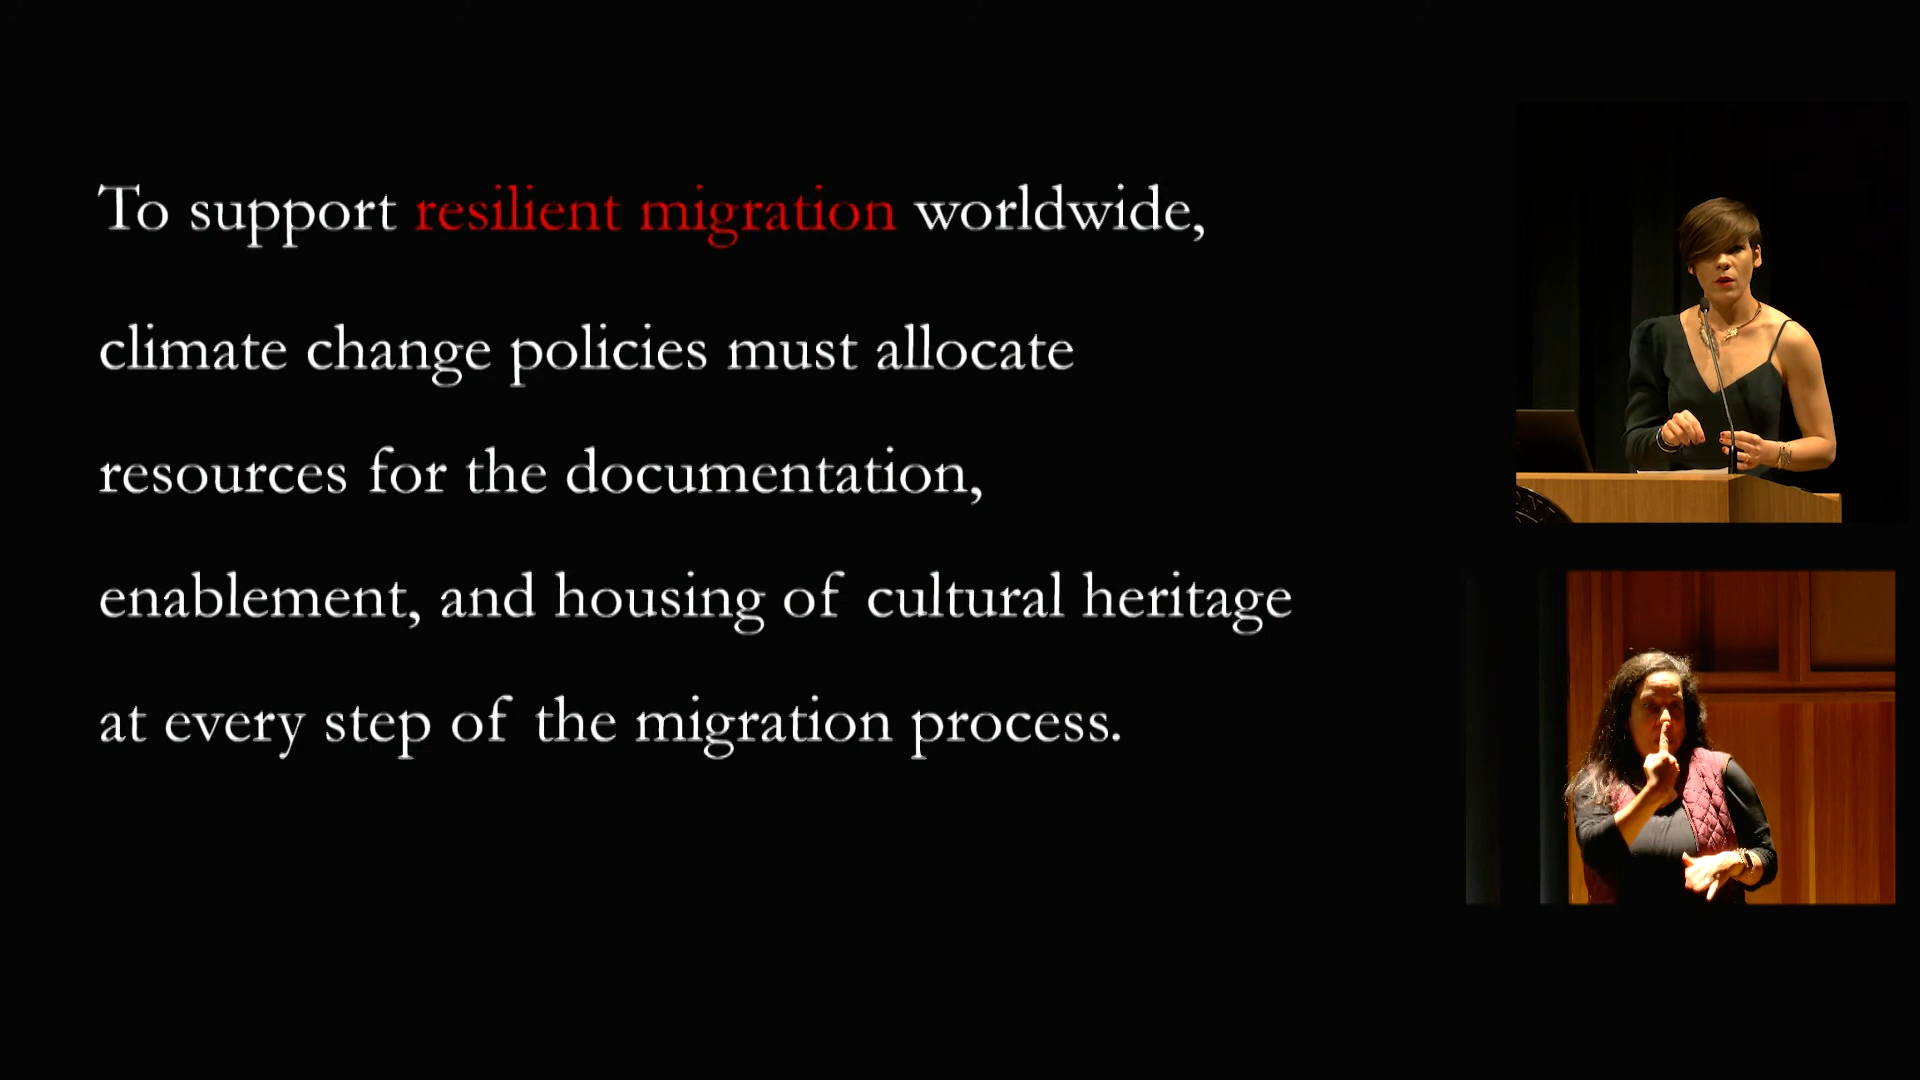 To support resilient migration worldwide,
climate change policies must allocate
resources for the documentation,
enablement, and housing of cultural heritage
at every step of the migration process.